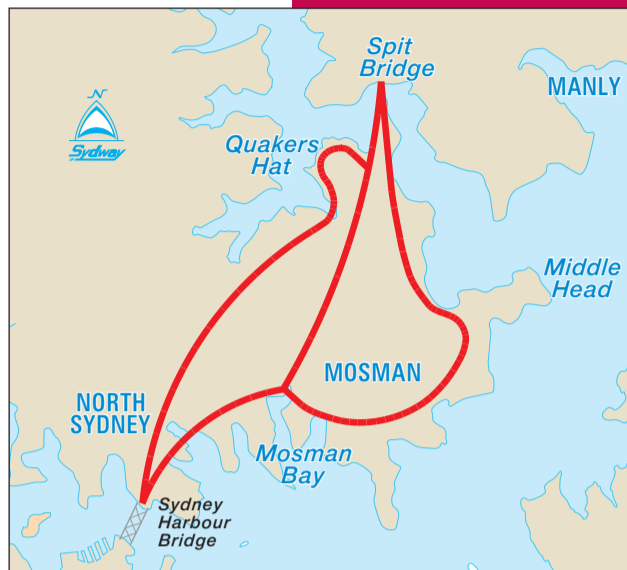 Spit
Bridge
MANLY
N
Sydway
Quakers
Hat
Middle
Head
MOSMAN
NORTH
SYDNEY
Mosman
Bay
Sydney
Harbour
Bridge